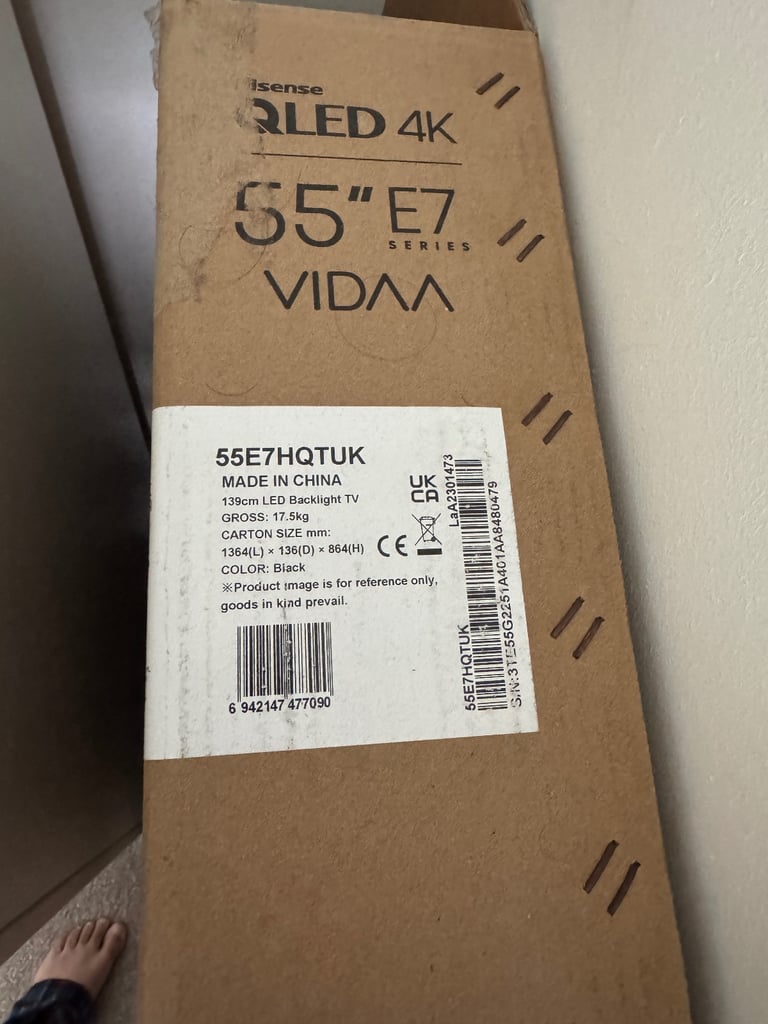 Hisense
QLED 4K
55" E7
SERIES
VIDAA
55E7HQTUK
MADE IN CHINA
139cm LED Backlight TV
GROSS: 17.5kg
CARTON SIZE mm:
1364(L) × 136(D) × 864(H)
COLOR: Black
※Product image is for reference only,
goods in kind prevail.
6 942147 477090
UK
CA
CE
LaA2301473
55E7HQTUK
S/N:3TE55G2251A401AA8480479